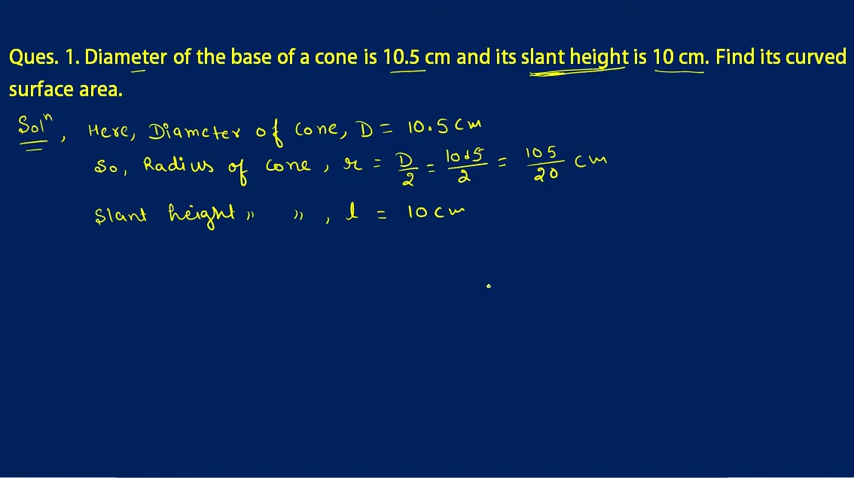 Ques. 1. Diameter of the base of a cone is 10.5 cm and its slant height is 10 cm. Find its curved
surface area.
Solⁿ, Here, Diameter of cone, D = 10.5 cm
So, Radius of cone, r = D/2 = 10.5/2 = 105/20 cm
Slant height " ", l = 10 cm